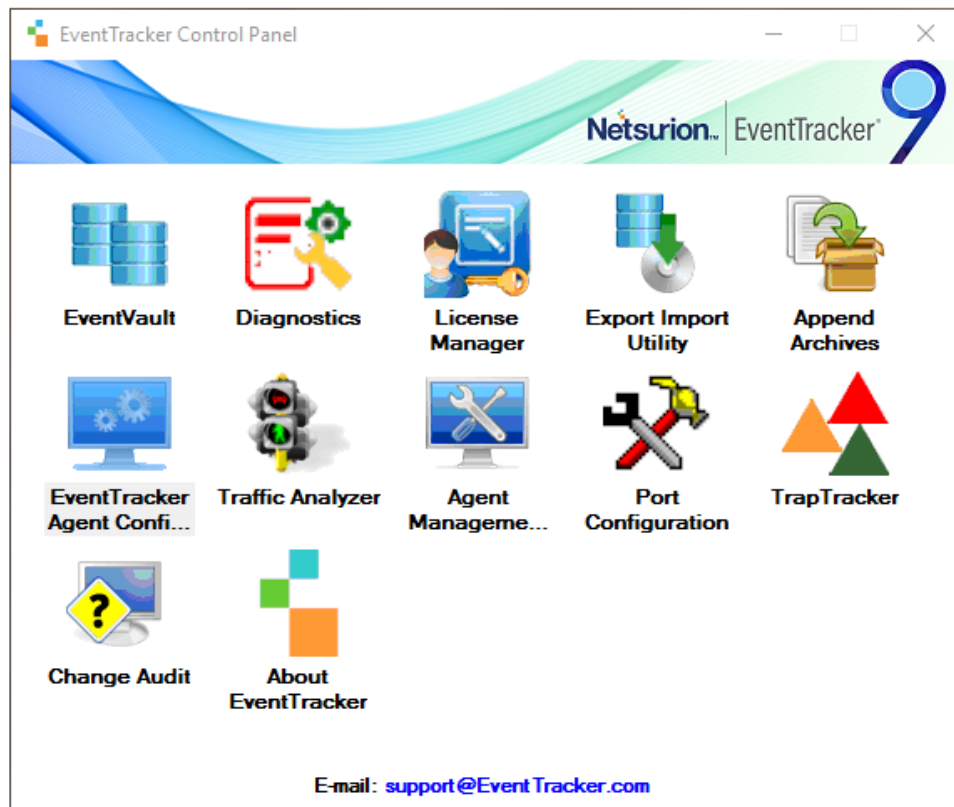 EventTracker Control Panel
Netsurion™ EventTracker® 9
EventVault
Diagnostics
License
Manager
Export Import
Utility
Append
Archives
EventTracker
Agent Confi...
Traffic Analyzer
Agent
Manageme...
Port
Configuration
TrapTracker
?
Change Audit
About
EventTracker
E-mail: support@EventTracker.com